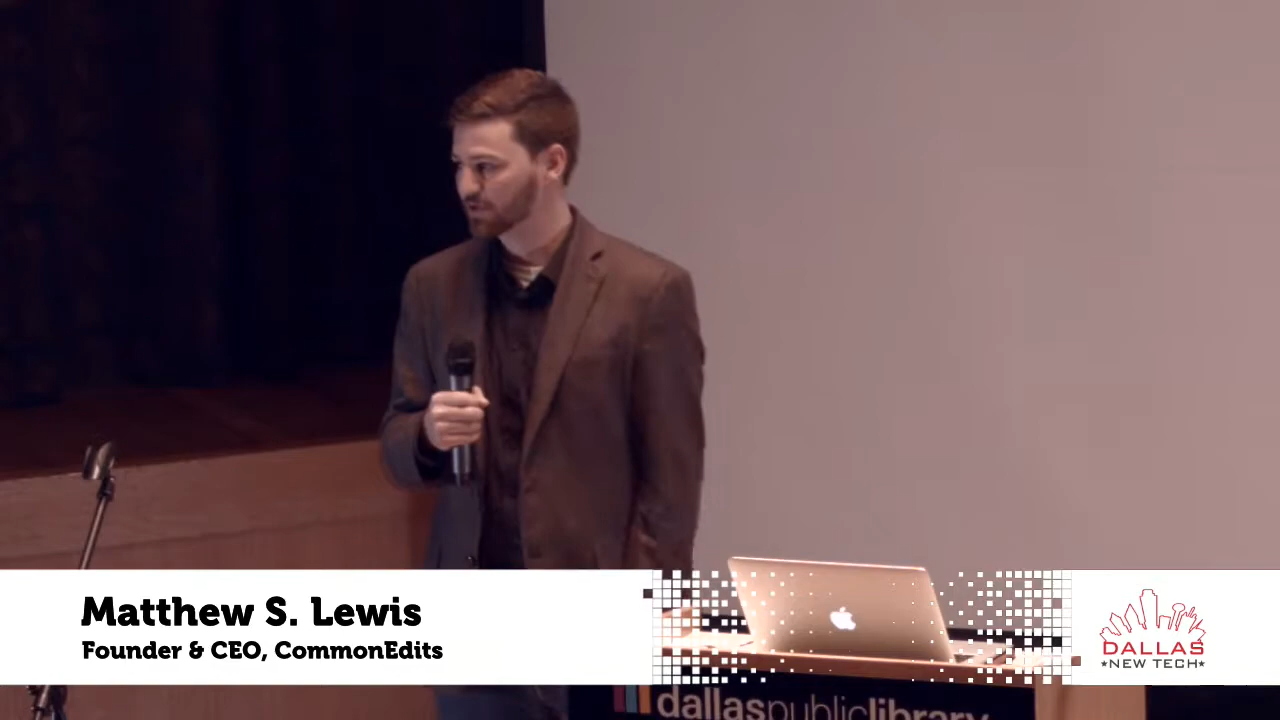 Matthew S. Lewis
Founder & CEO, CommonEdits
DALLAS
★NEW TECH★
dallaspubliclibrary